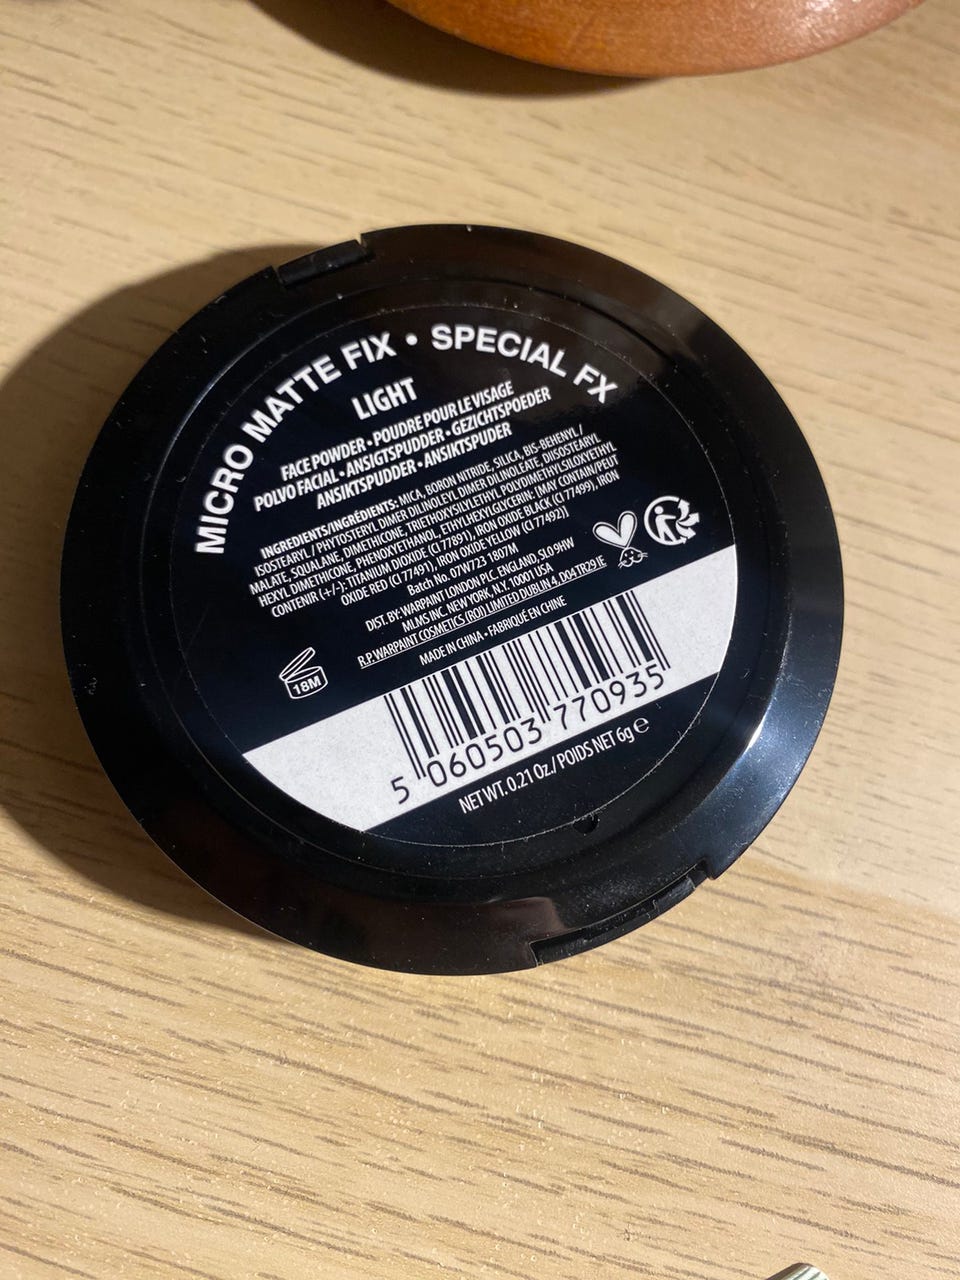 MICRO MATTE FIX • SPECIAL FX
LIGHT
FACE POWDER • POUDRE POUR LE VISAGE
POLVO FACIAL • ANSIGTSPUDDER • GEZICHTSPOEDER
ANSIKTSPUDDER • ANSIKTSPUDER
INGREDIENTS/INGRÉDIENTS: MICA, BORON NITRIDE, SILICA, BIS-BEHENYL /
ISOSTEARYL / PHYTOSTERYL DIMER DILINOLEYL DIMER DILINOLEATE, DIISOSTEARYL
MALATE, SQUALANE, DIMETHICONE, TRIETHOXYSILYLETHYL POLYDIMETHYLSILOXYETHYL
HEXYL DIMETHICONE, PHENOXYETHANOL, ETHYLHEXYLGLYCERIN: [MAY CONTAIN/PEUT
CONTENIR (+/-): TITANIUM DIOXIDE (CI 77891), IRON OXIDE BLACK (CI 77499), IRON
OXIDE RED (CI 77491), IRON OXIDE YELLOW (CI 77492)]
Batch No. 07W723 1807M
DIST. BY: WARPAINT LONDON PLC. ENGLAND, SL0 9HW
MLMS INC. NEW YORK, N.Y. 10001 USA
R.P. WARPAINT COSMETICS (ROI) LIMITED DUBLIN 4, D04 TR29 IE
MADE IN CHINA • FABRIQUÉ EN CHINE
18M
5 060503 770935
NET WT. 0.21 Oz. / POIDS NET 6g ℮